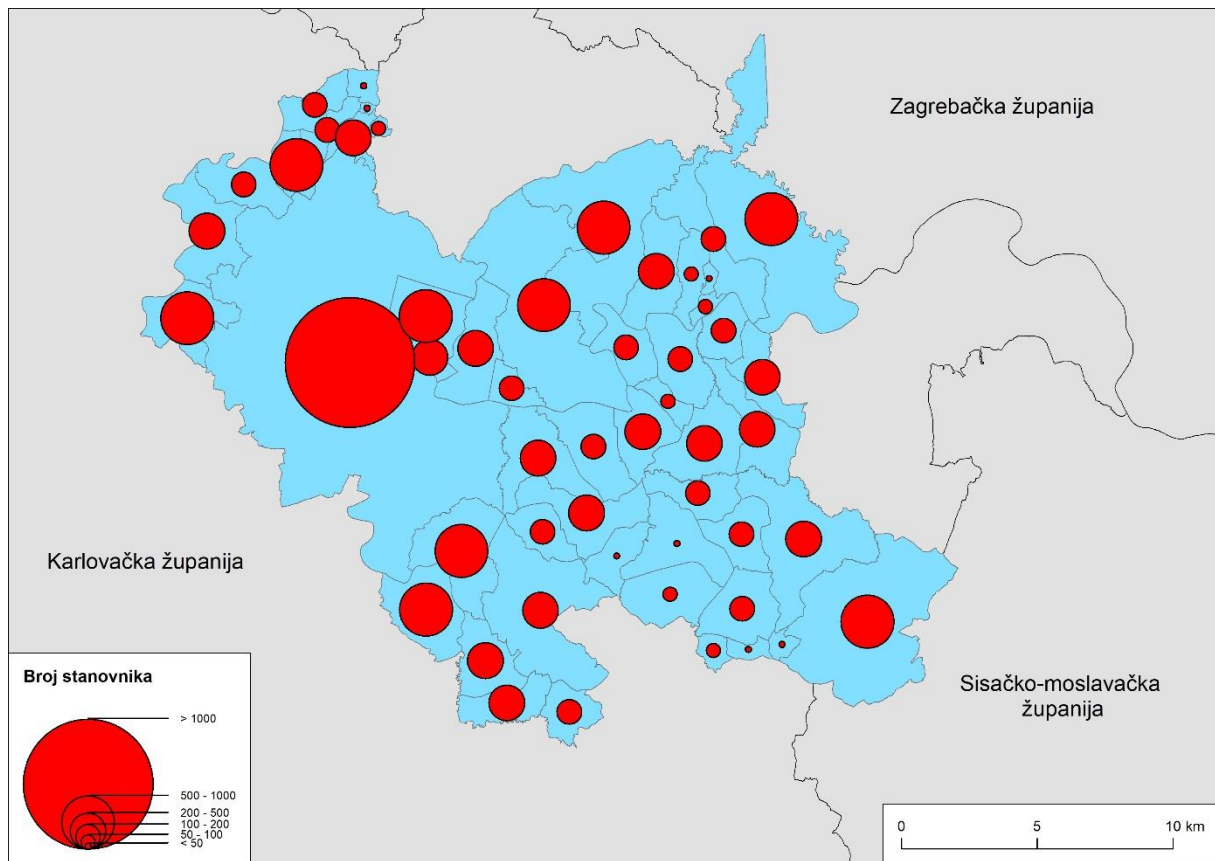 Zagrebačka županija
Karlovačka županija
Sisačko-moslavačka
županija
Broj stanovnika
> 1000
500 - 1000
200 - 500
100 - 200
50 - 100
< 50
0 5 10 km